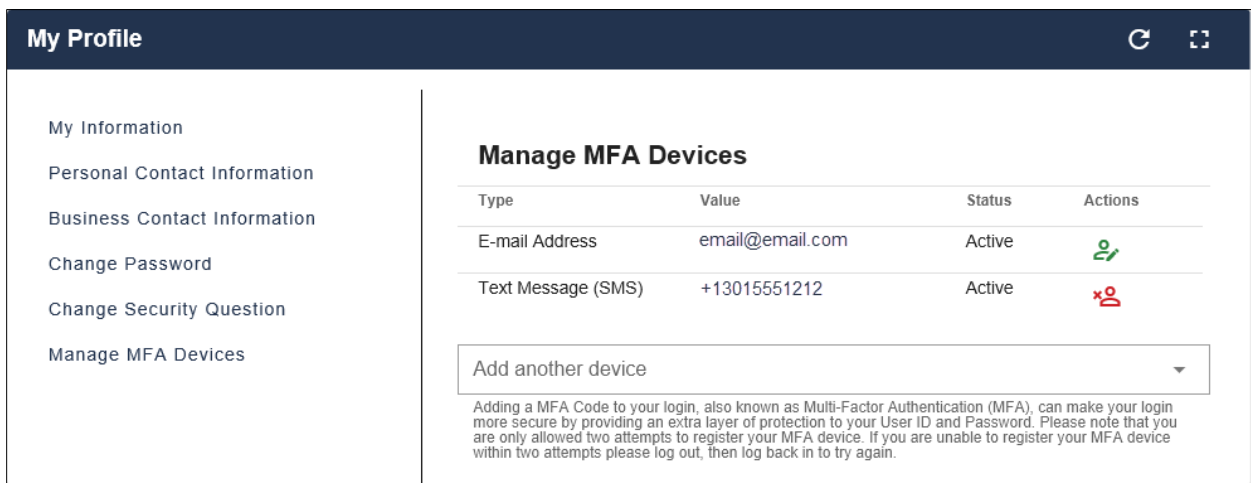 My Profile
My Information
Personal Contact Information
Business Contact Information
Change Password
Change Security Question
Manage MFA Devices
Manage MFA Devices
Type Value Status Actions
E-mail Address email@email.com Active
Text Message (SMS) +13015551212 Active
Add another device
Adding a MFA Code to your login, also known as Multi-Factor Authentication (MFA), can make your login
more secure by providing an extra layer of protection to your User ID and Password. Please note that you
are only allowed two attempts to register your MFA device. If you are unable to register your MFA device
within two attempts please log out, then log back in to try again.